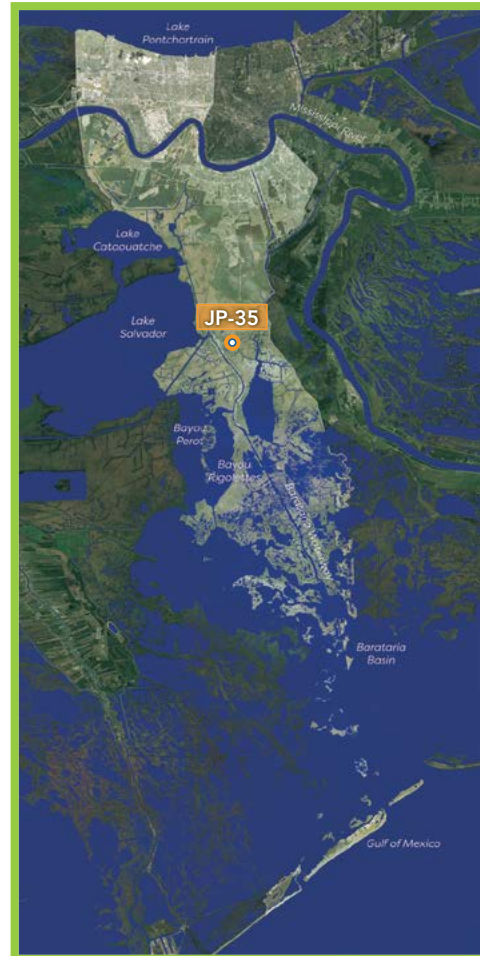 Lake
Pontchartrain
Mississippi River
Lake
Cataouatche
JP-35
Lake
Salvador
Bayou
Perot
Bayou
Rigolettes
Barataria Waterway
Barataria
Basin
Gulf of Mexico